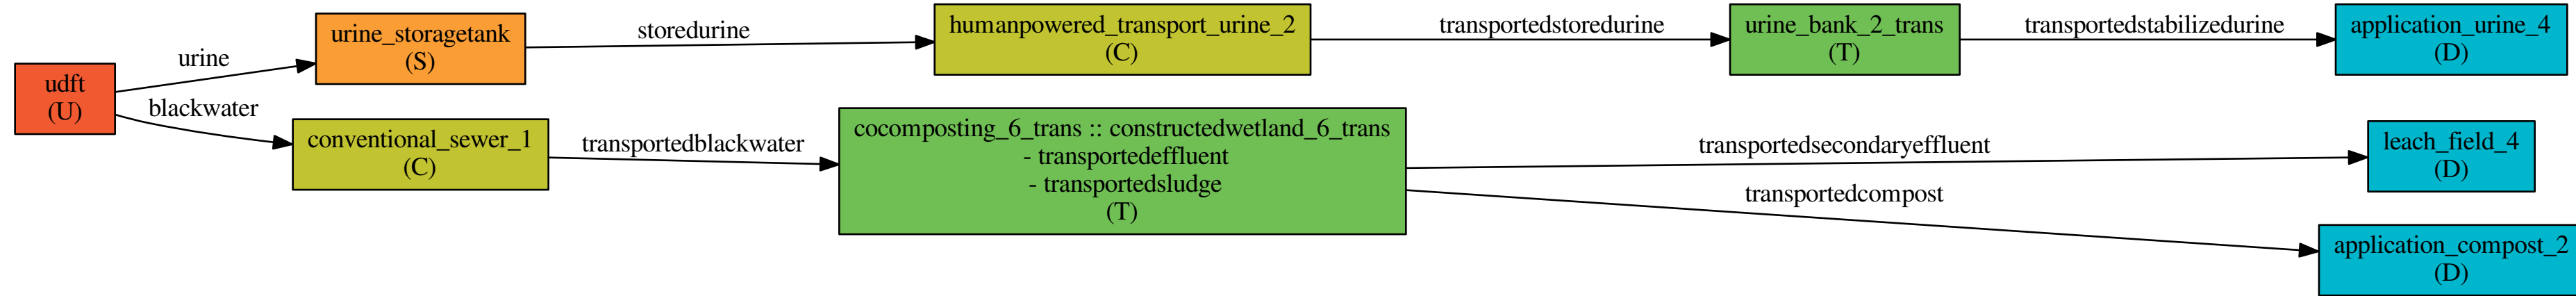 udft
(U)
urine
blackwater
urine_storagetank
(S)
conventional_sewer_1
(C)
storedurine
transportedblackwater
humanpowered_transport_urine_2
(C)
cocomposting_6_trans :: constructedwetland_6_trans
- transportedeffluent
- transportedsludge
(T)
transportedstoredurine
urine_bank_2_trans
(T)
transportedstabilizedurine
transportedsecondaryeffluent
transportedcompost
application_urine_4
(D)
leach_field_4
(D)
application_compost_2
(D)